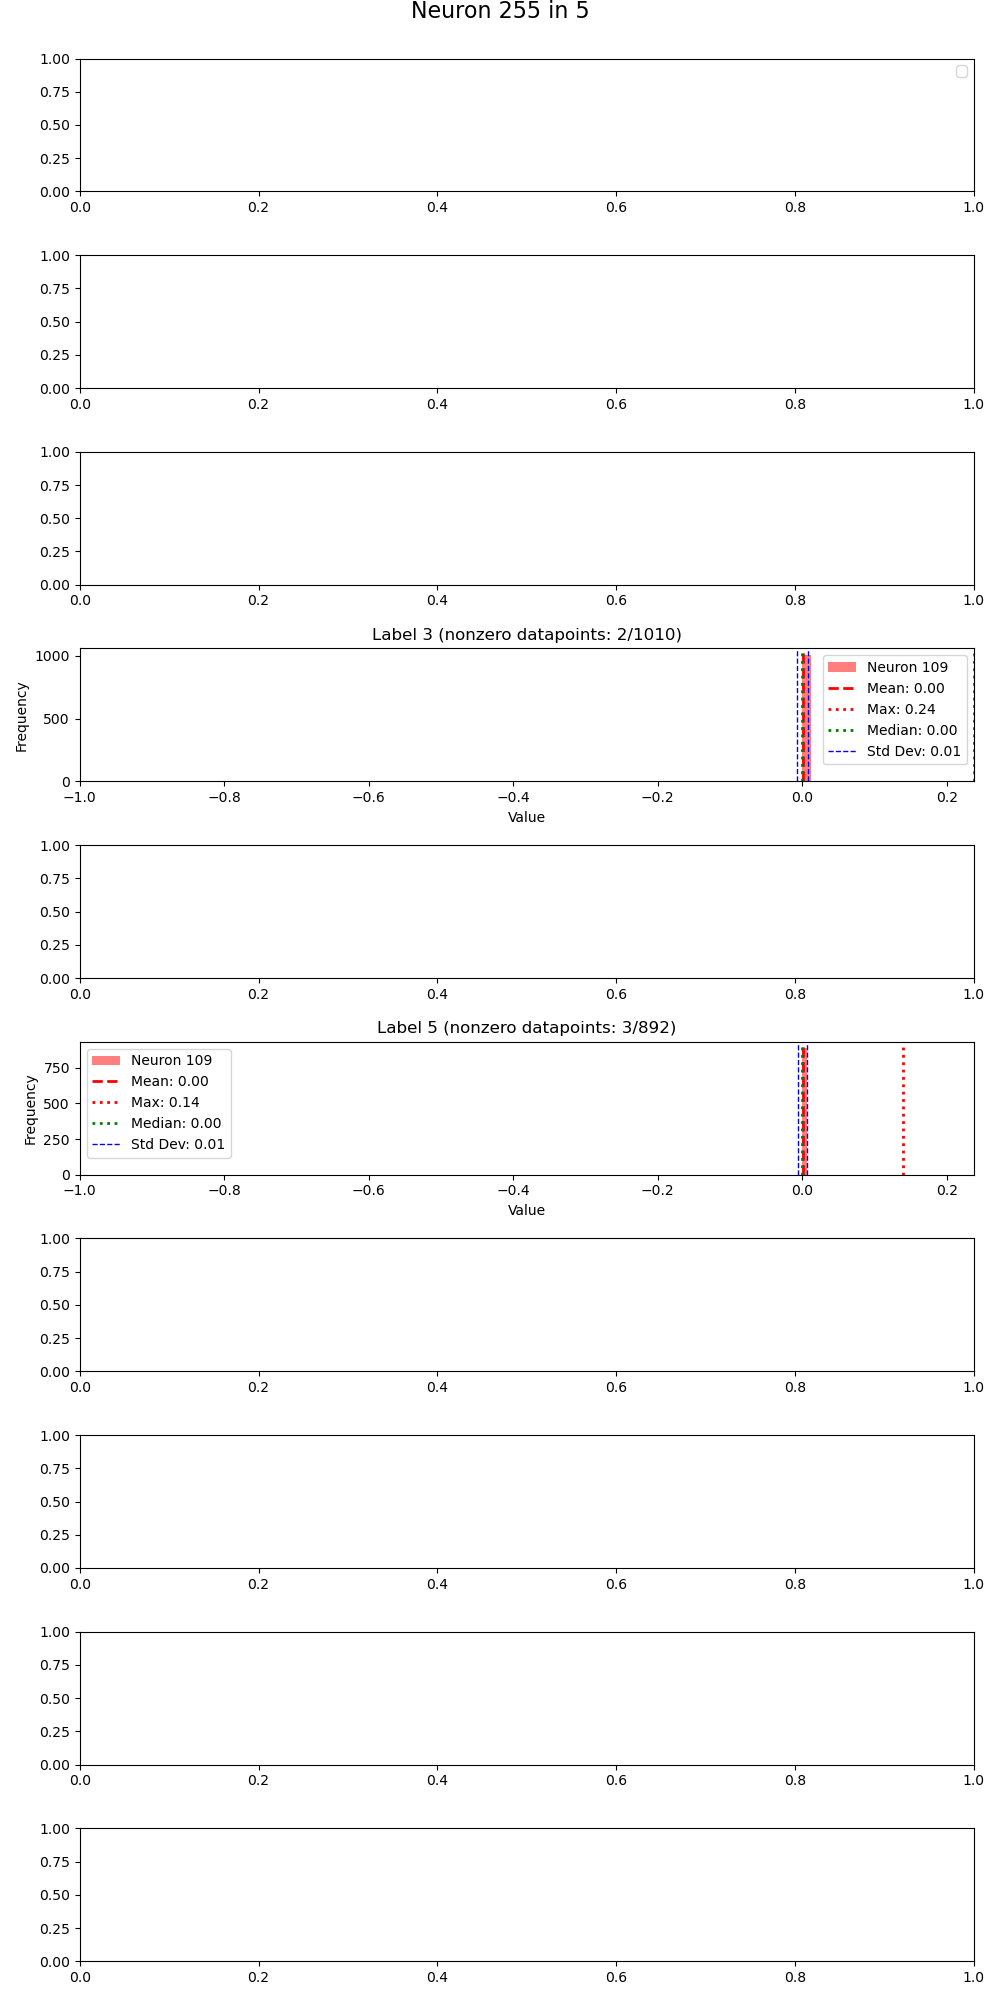 Neuron 255 in 5
1.00
0.75
0.50
0.25
0.00
0.0 0.2 0.4 0.6 0.8 1.0
1.00
0.75
0.50
0.25
0.00
0.0 0.2 0.4 0.6 0.8 1.0
1.00
0.75
0.50
0.25
0.00
0.0 0.2 0.4 0.6 0.8 1.0
Label 3 (nonzero datapoints: 2/1010)
Frequency
1000
500
0
Neuron 109
Mean: 0.00
Max: 0.24
Median: 0.00
Std Dev: 0.01
−1.0 −0.8 −0.6 −0.4 −0.2 0.0 0.2
Value
1.00
0.75
0.50
0.25
0.00
0.0 0.2 0.4 0.6 0.8 1.0
Label 5 (nonzero datapoints: 3/892)
Frequency
750
500
250
0
Neuron 109
Mean: 0.00
Max: 0.14
Median: 0.00
Std Dev: 0.01
−1.0 −0.8 −0.6 −0.4 −0.2 0.0 0.2
Value
1.00
0.75
0.50
0.25
0.00
0.0 0.2 0.4 0.6 0.8 1.0
1.00
0.75
0.50
0.25
0.00
0.0 0.2 0.4 0.6 0.8 1.0
1.00
0.75
0.50
0.25
0.00
0.0 0.2 0.4 0.6 0.8 1.0
1.00
0.75
0.50
0.25
0.00
0.0 0.2 0.4 0.6 0.8 1.0